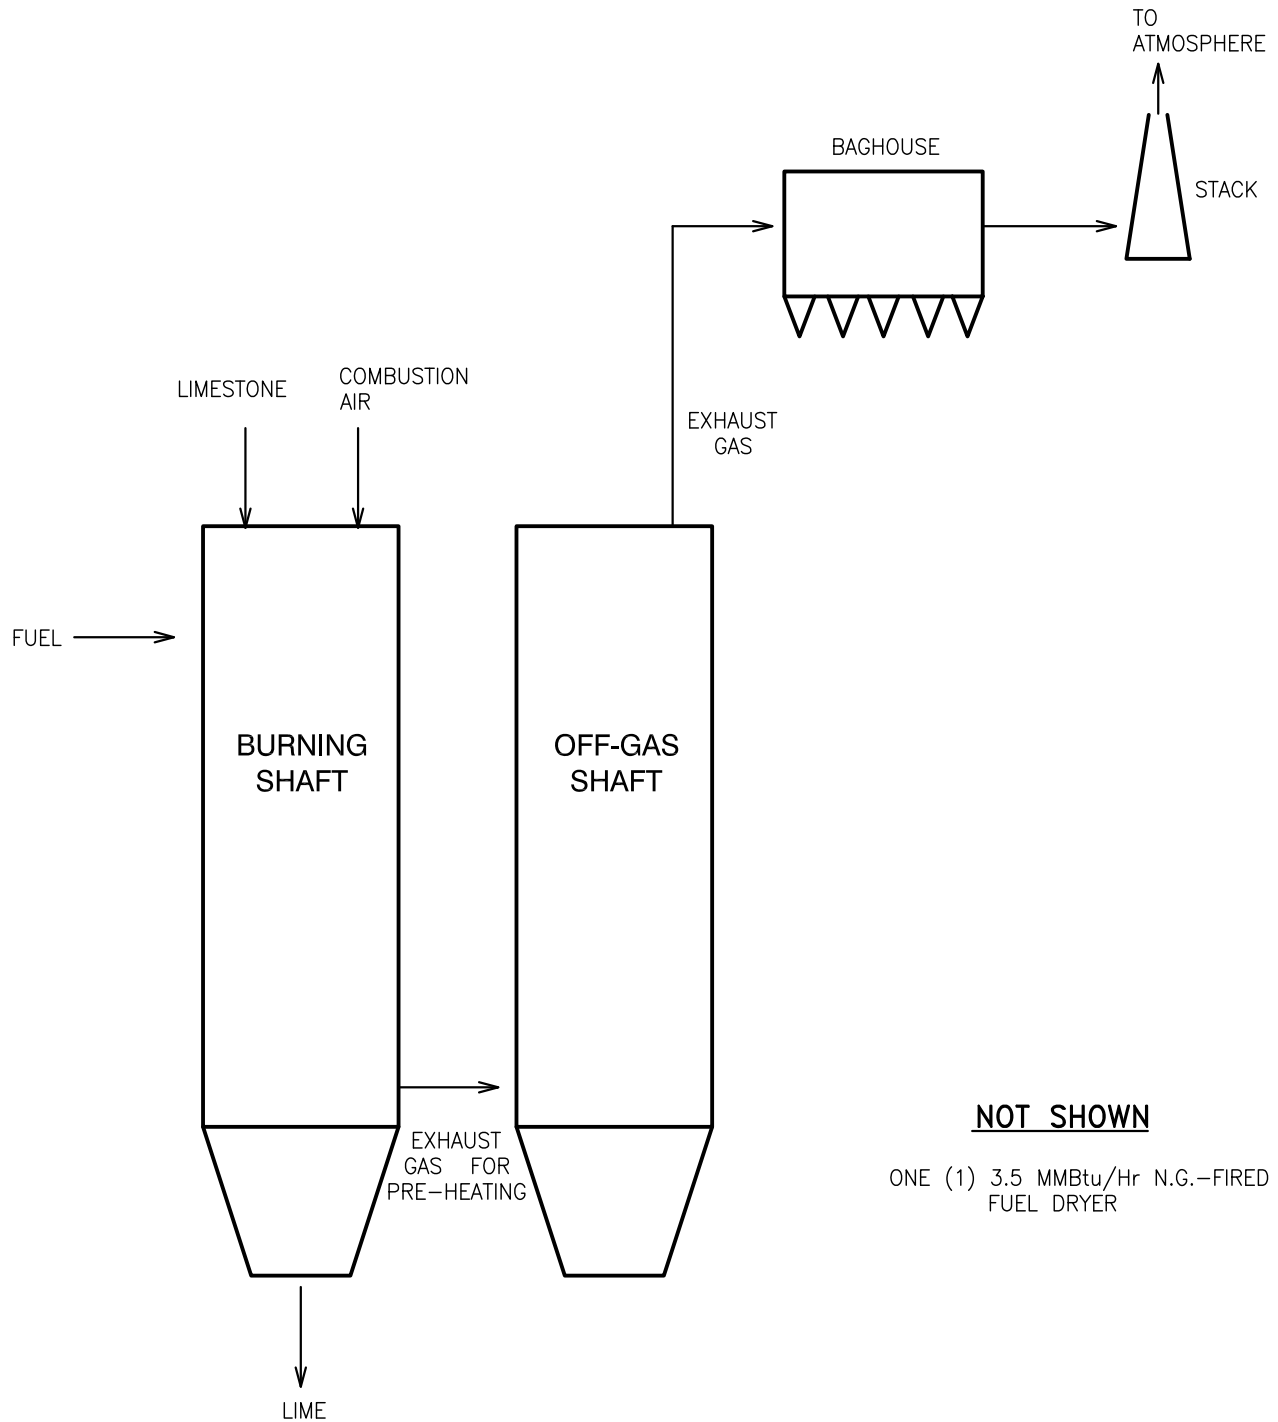 TO
ATMOSPHERE
BAGHOUSE
STACK
LIMESTONE
COMBUSTION
AIR
EXHAUST
GAS
FUEL
BURNING
SHAFT
OFF-GAS
SHAFT
EXHAUST
GAS FOR
PRE-HEATING
NOT SHOWN
ONE (1) 3.5 MMBtu/Hr N.G.-FIRED
FUEL DRYER
LIME